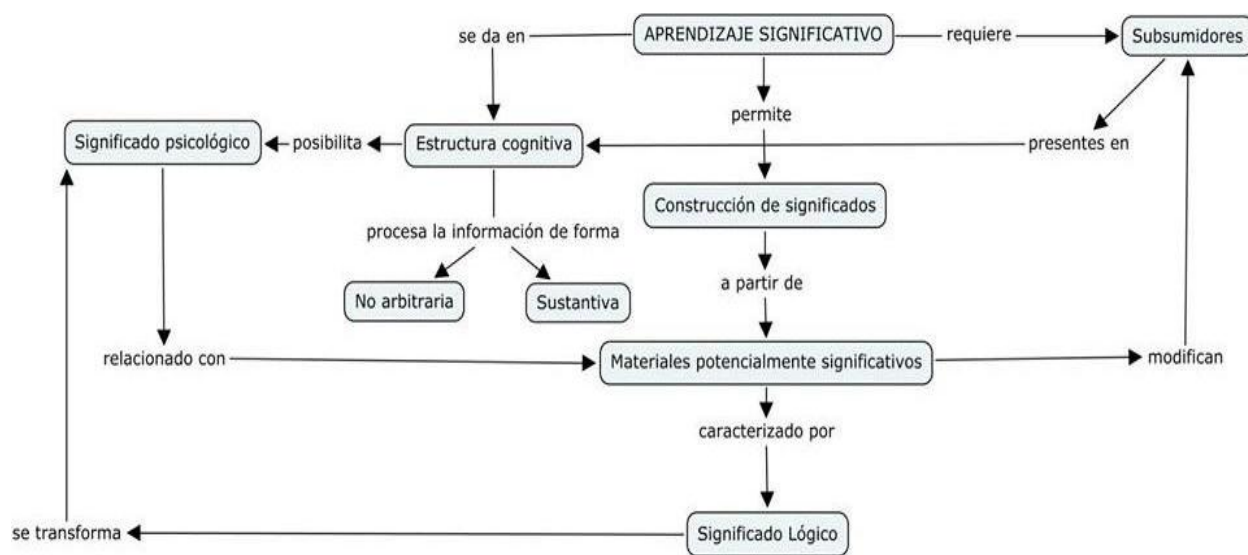 se da en
APRENDIZAJE SIGNIFICATIVO
requiere
Subsumidores
permite
Significado psicológico
posibilita
Estructura cognitiva
presentes en
Construcción de significados
procesa la información de forma
a partir de
No arbitraria
Sustantiva
relacionado con
Materiales potencialmente significativos
modifican
caracterizado por
se transforma
Significado Lógico